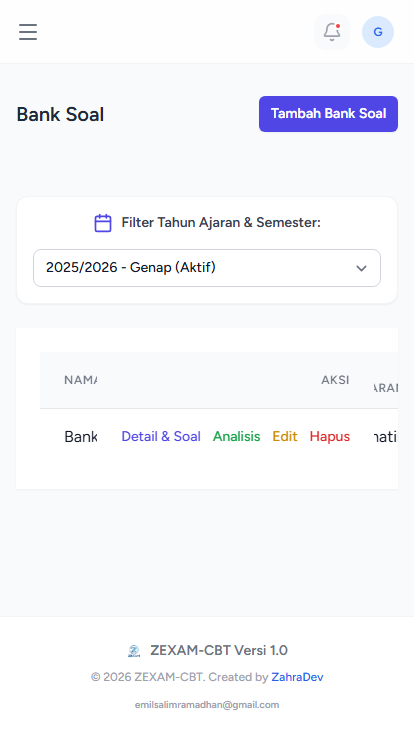 G
Bank Soal
Tambah Bank Soal
Filter Tahun Ajaran & Semester:
2025/2026 - Genap (Aktif)
AKSI
Bank Detail & Soal Analisis Edit Hapus
ZEXAM-CBT Versi 1.0
© 2026 ZEXAM-CBT. Created by ZahraDev
emilsalimramadhan@gmail.com